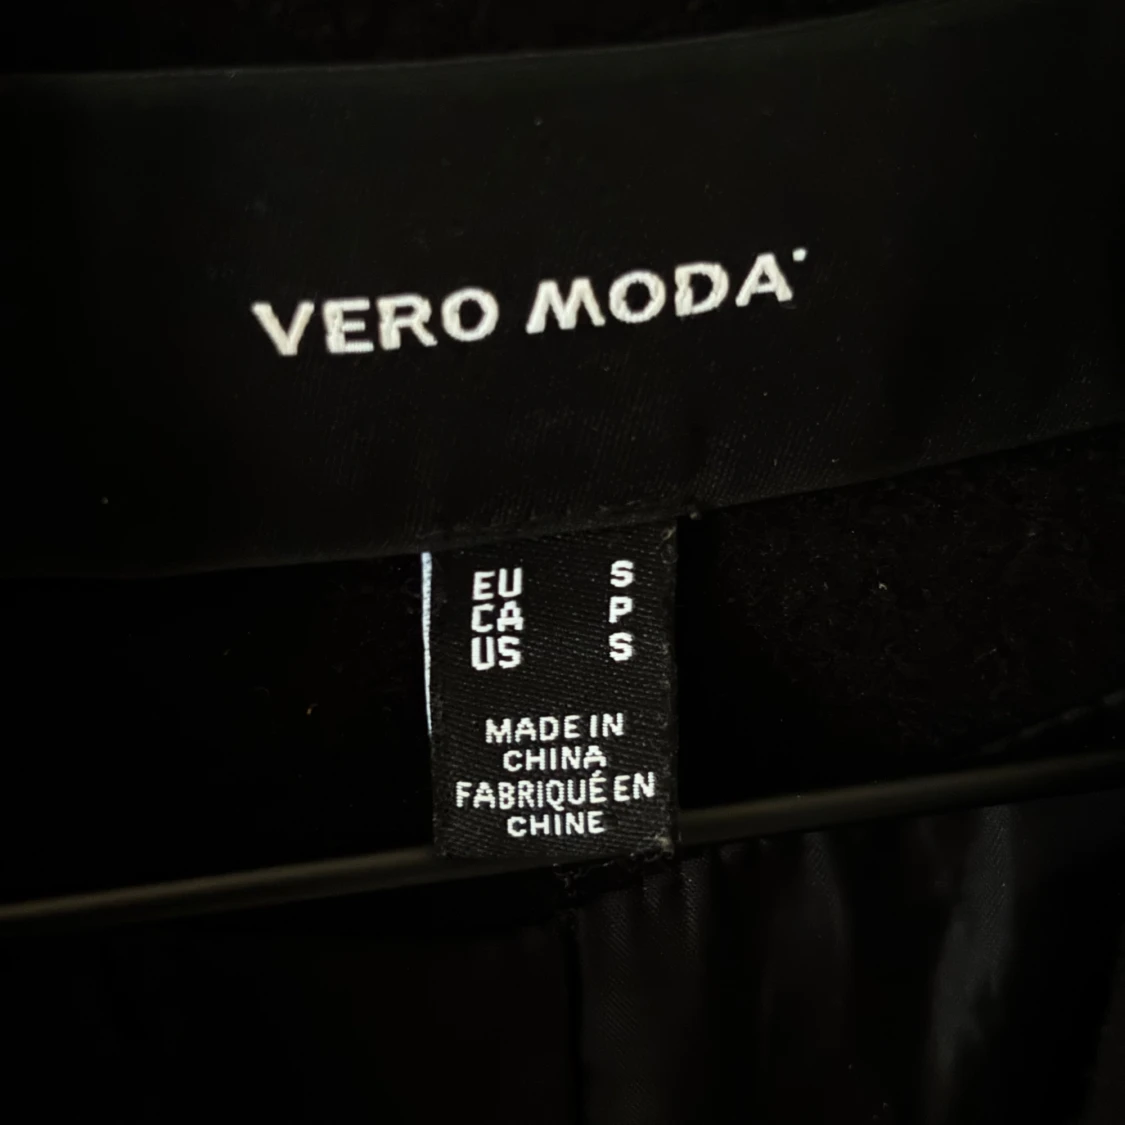 VERO MODA
EU S
CA P
US S
MADE IN
CHINA
FABRIQUÉ EN
CHINE